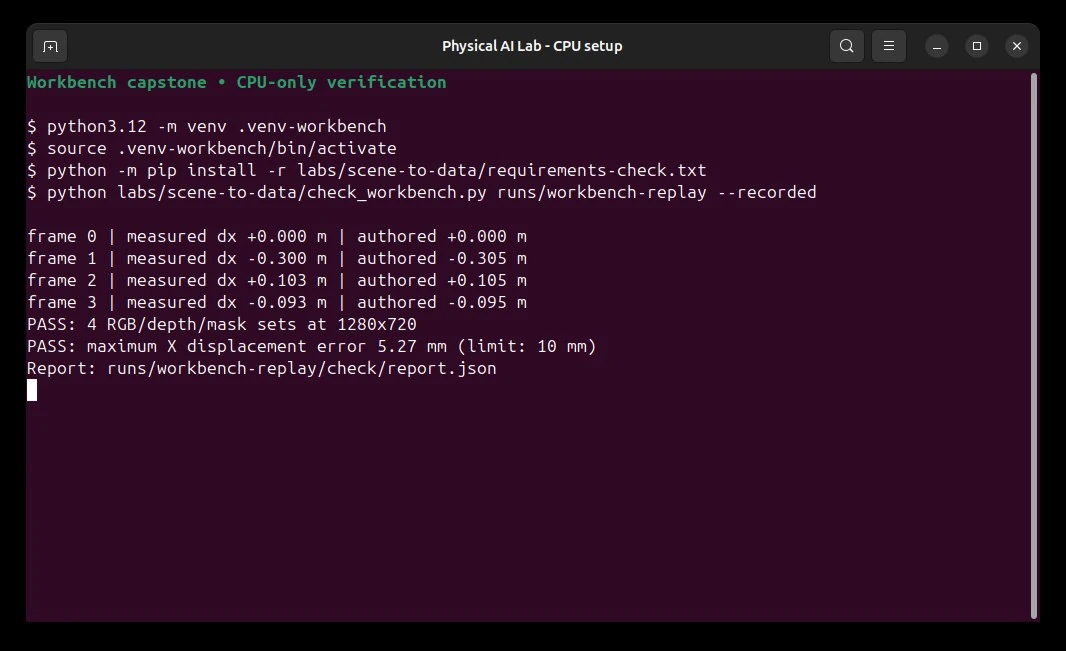 Physical AI Lab - CPU setup
Workbench capstone • CPU-only verification
$ python3.12 -m venv .venv-workbench
$ source .venv-workbench/bin/activate
$ python -m pip install -r labs/scene-to-data/requirements-check.txt
$ python labs/scene-to-data/check_workbench.py runs/workbench-replay --recorded
frame 0 | measured dx +0.000 m | authored +0.000 m
frame 1 | measured dx -0.300 m | authored -0.305 m
frame 2 | measured dx +0.103 m | authored +0.105 m
frame 3 | measured dx -0.093 m | authored -0.095 m
PASS: 4 RGB/depth/mask sets at 1280x720
PASS: maximum X displacement error 5.27 mm (limit: 10 mm)
Report: runs/workbench-replay/check/report.json